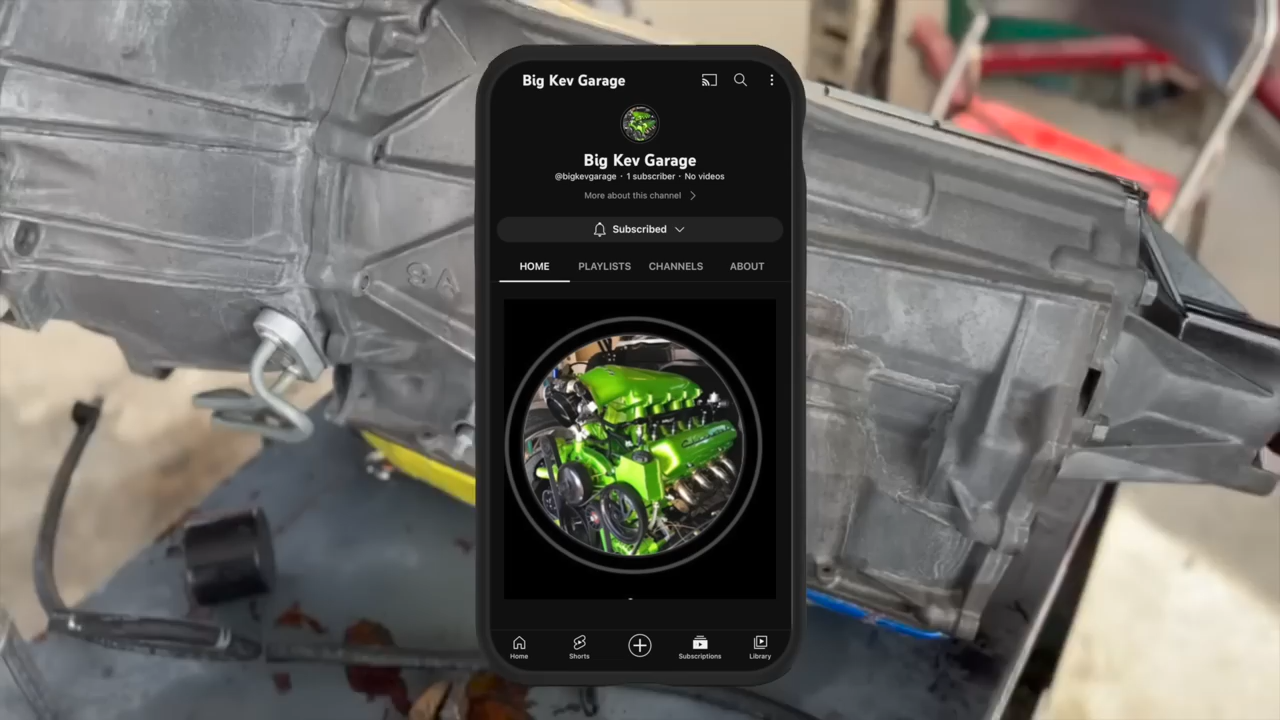 Big Kev Garage
Big Kev Garage
@bigkevgarage · 1 subscriber · No videos
More about this channel
Subscribed
HOME PLAYLISTS CHANNELS ABOUT
Home Shorts Subscriptions Library